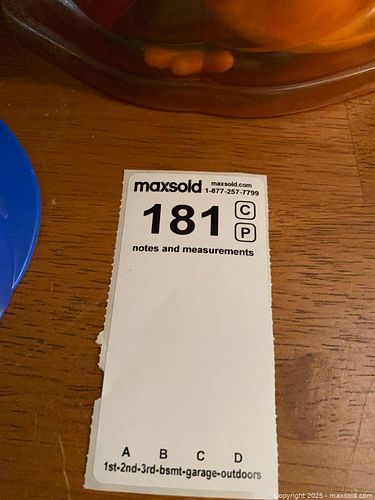 maxsold maxsold.com
1-877-257-7799
181 C
P
notes and measurements
A B C D
1st-2nd-3rd-bsmt-garage-outdoors
Copyright 2025 - maxsold.com